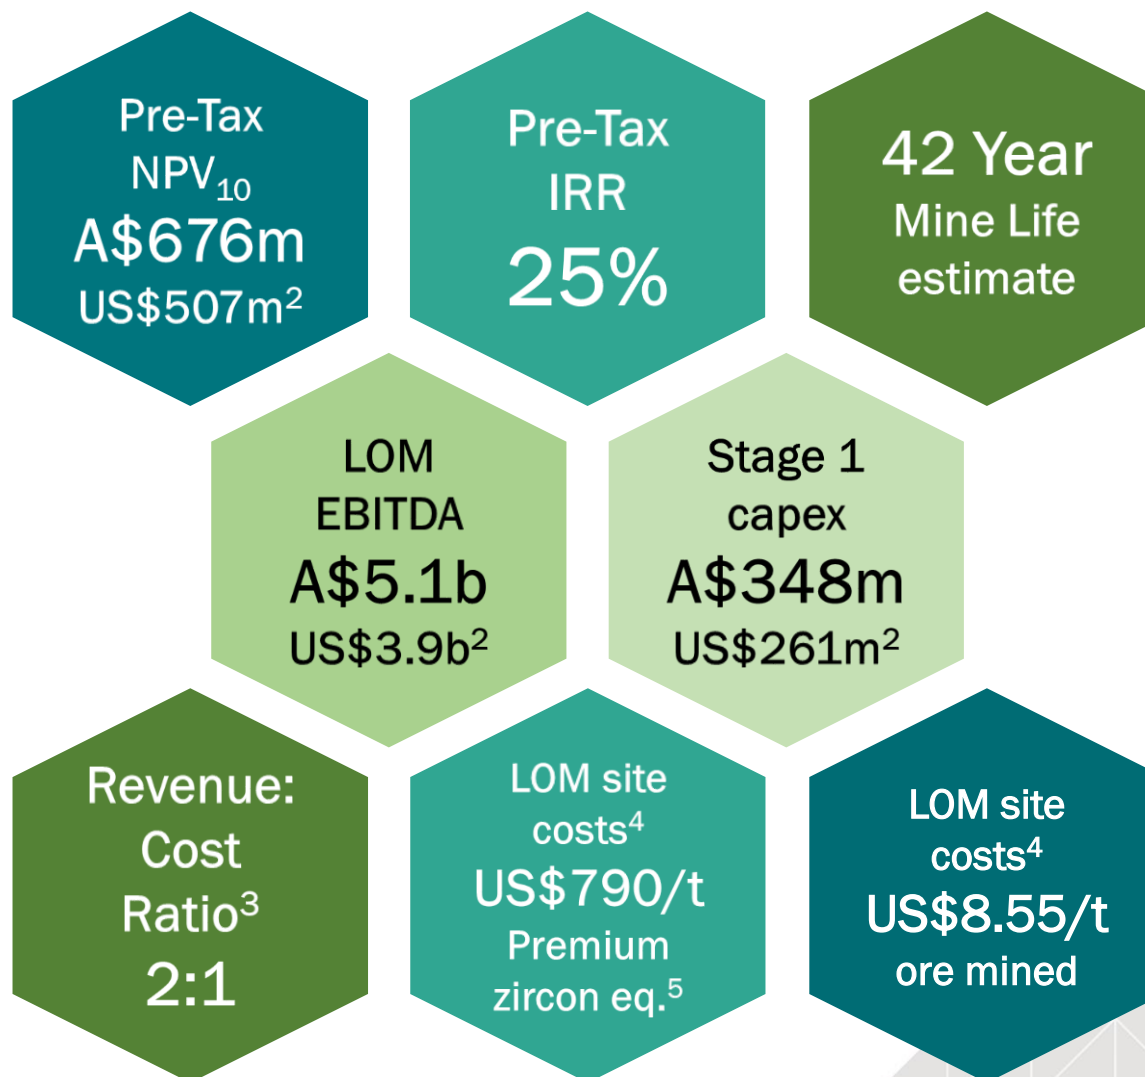 Pre-Tax
NPV₁₀
A$676m
US$507m²
Pre-Tax
IRR
25%
42 Year
Mine Life
estimate
LOM
EBITDA
A$5.1b
US$3.9b²
Stage 1
capex
A$348m
US$261m²
Revenue:
Cost
Ratio³
2:1
LOM site
costs⁴
US$790/t
Premium
zircon eq.⁵
LOM site
costs⁴
US$8.55/t
ore mined